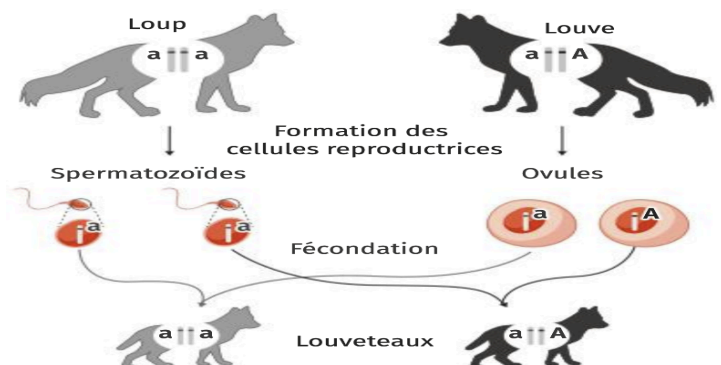 Loup
Louve
a a
a A
Formation des
cellules reproductrices
Spermatozoïdes
Ovules
a
a
a
A
Fécondation
a a
Louveteaux
a A